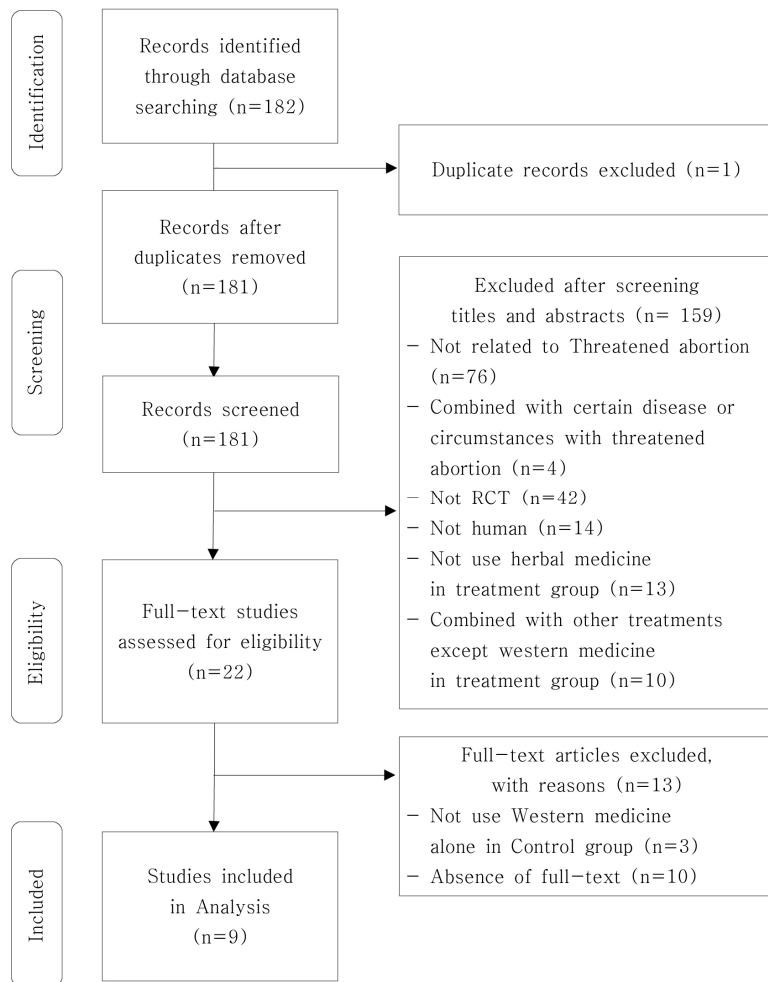 Identification
Records identified
through database
searching (n=182)
Duplicate records excluded (n=1)
Records after
duplicates removed
(n=181)
Screening
Excluded after screening
titles and abstracts (n= 159)
− Not related to Threatened abortion
(n=76)
− Combined with certain disease or
circumstances with threatened
abortion (n=4)
− Not RCT (n=42)
− Not human (n=14)
− Not use herbal medicine
in treatment group (n=13)
− Combined with other treatments
except western medicine
in treatment group (n=10)
Records screened
(n=181)
Eligibility
Full−text studies
assessed for eligibility
(n=22)
Full−text articles excluded,
with reasons (n=13)
− Not use Western medicine
alone in Control group (n=3)
− Absence of full−text (n=10)
Included
Studies included
in Analysis
(n=9)